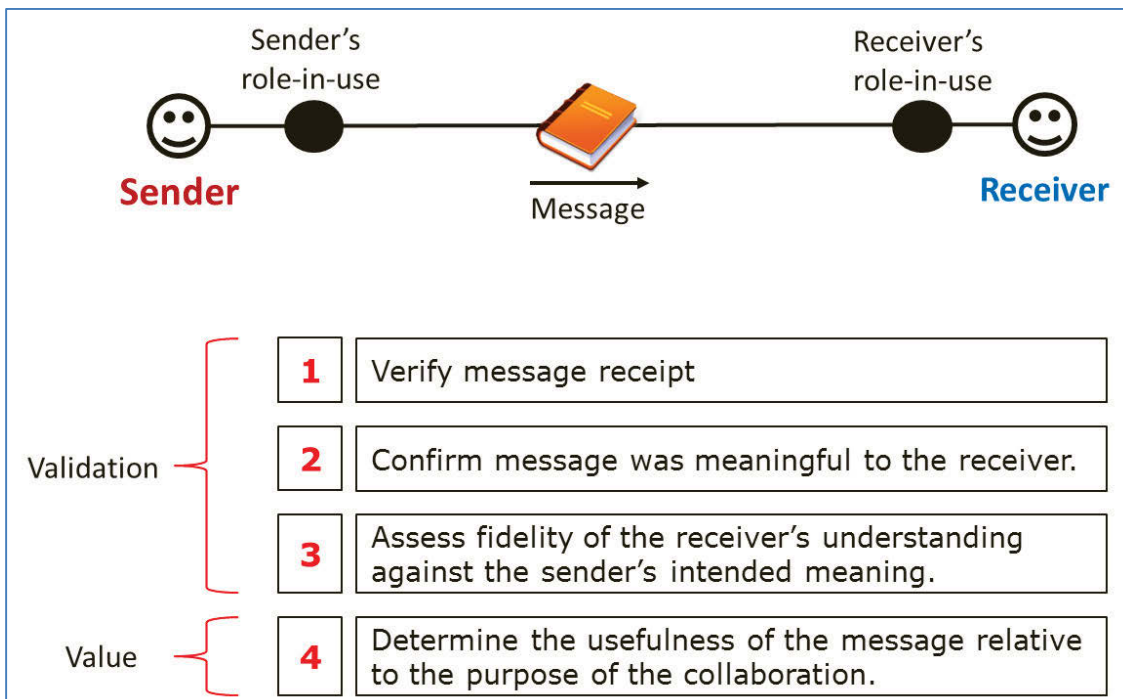 Sender’s
role-in-use
Receiver’s
role-in-use
Sender
Message
Receiver
Validation
1
Verify message receipt
2
Confirm message was meaningful to the receiver.
3
Assess fidelity of the receiver’s understanding
against the sender’s intended meaning.
Value
4
Determine the usefulness of the message relative
to the purpose of the collaboration.